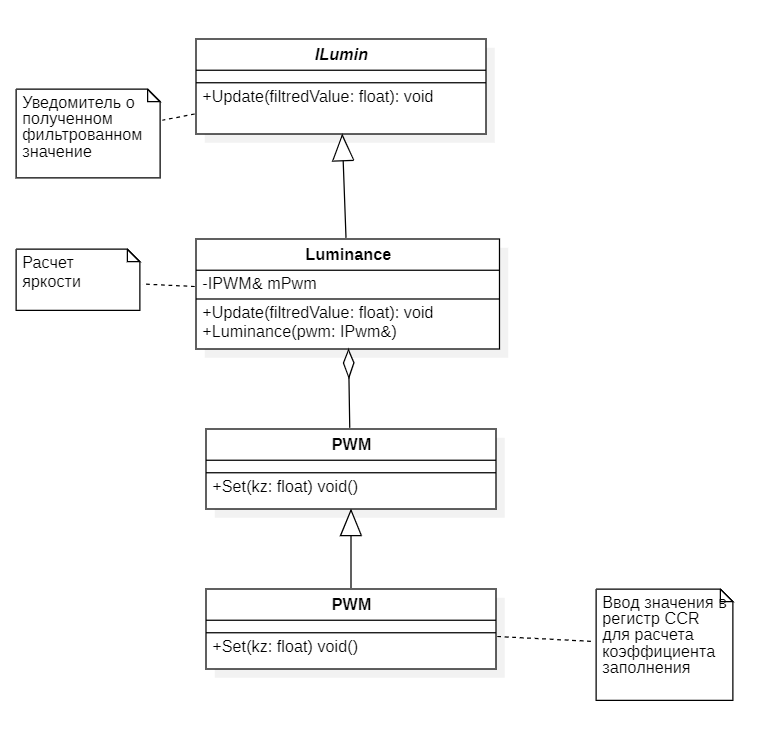 ILumin
+Update(filtredValue: float): void
Уведомитель о
полученном
фильтрованном
значение
Luminance
-IPWM& mPwm
+Update(filtredValue: float): void
+Luminance(pwm: IPwm&)
Расчет
яркости
PWM
+Set(kz: float) void()
PWM
+Set(kz: float) void()
Ввод значения в
регистр CCR
для расчета
коэффициента
заполнения